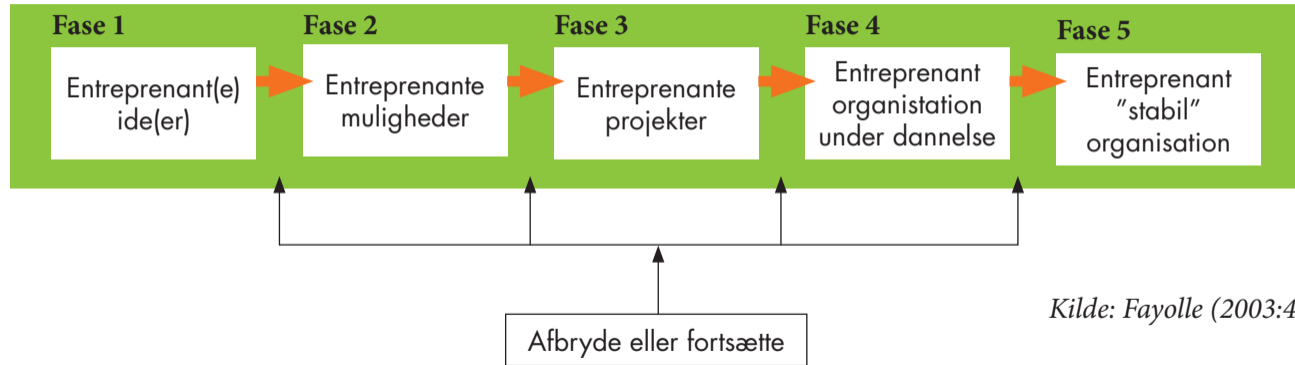 Fase 1
Entreprenant(e)
ide(er)
Fase 2
Entreprenante
muligheder
Fase 3
Entreprenante
projekter
Fase 4
Entreprenant
organistation
under dannelse
Fase 5
Entreprenant
”stabil”
organisation
Afbryde eller fortsætte
Kilde: Fayolle (2003:4